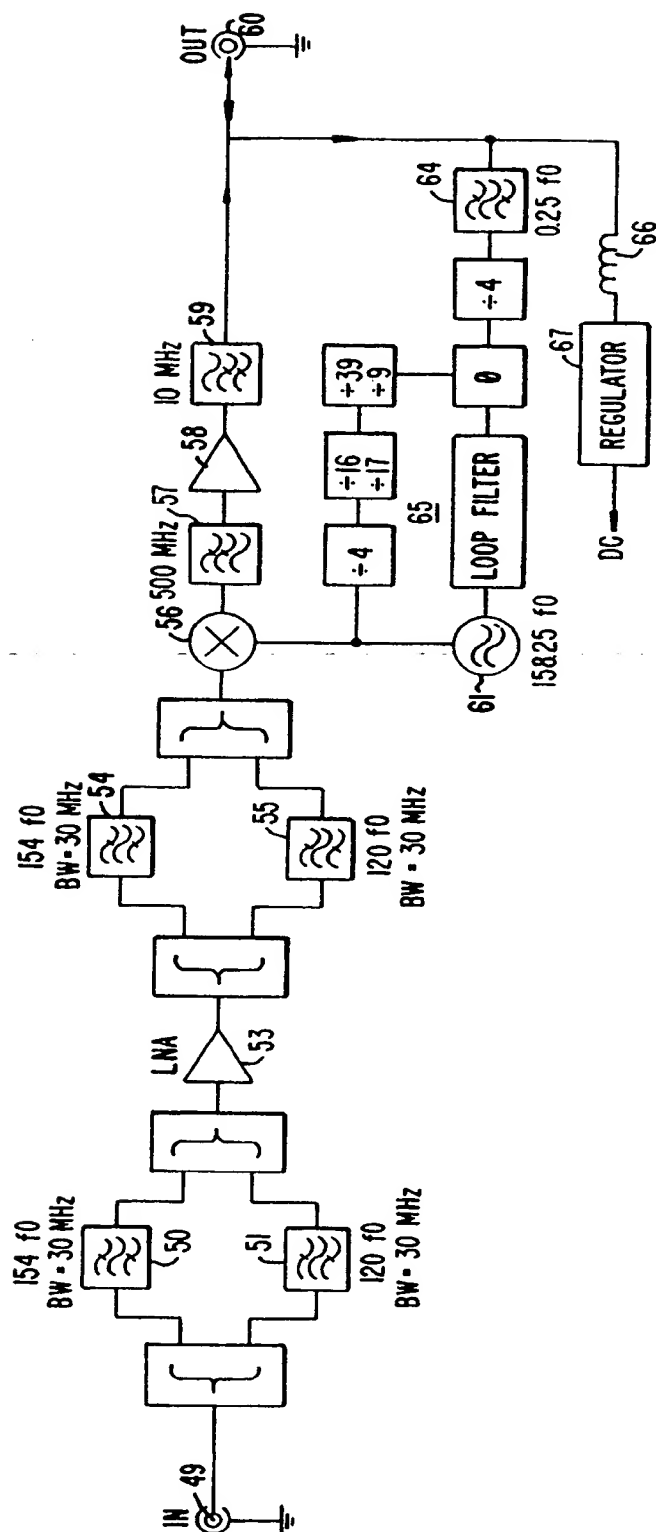 IN
49
154 f0
BW = 30 MHz
50
51
120 f0
BW = 30 MHz
LNA
53
154 f0
BW = 30 MHz
54
55
120 f0
BW = 30 MHz
56
500 MHz
57
58
10 MHz
59
OUT
60
÷4
÷16
÷17
÷39
÷9
65
61
158.25 f0
LOOP FILTER
0
÷4
64
0.25 f0
66
REGULATOR
67
DC